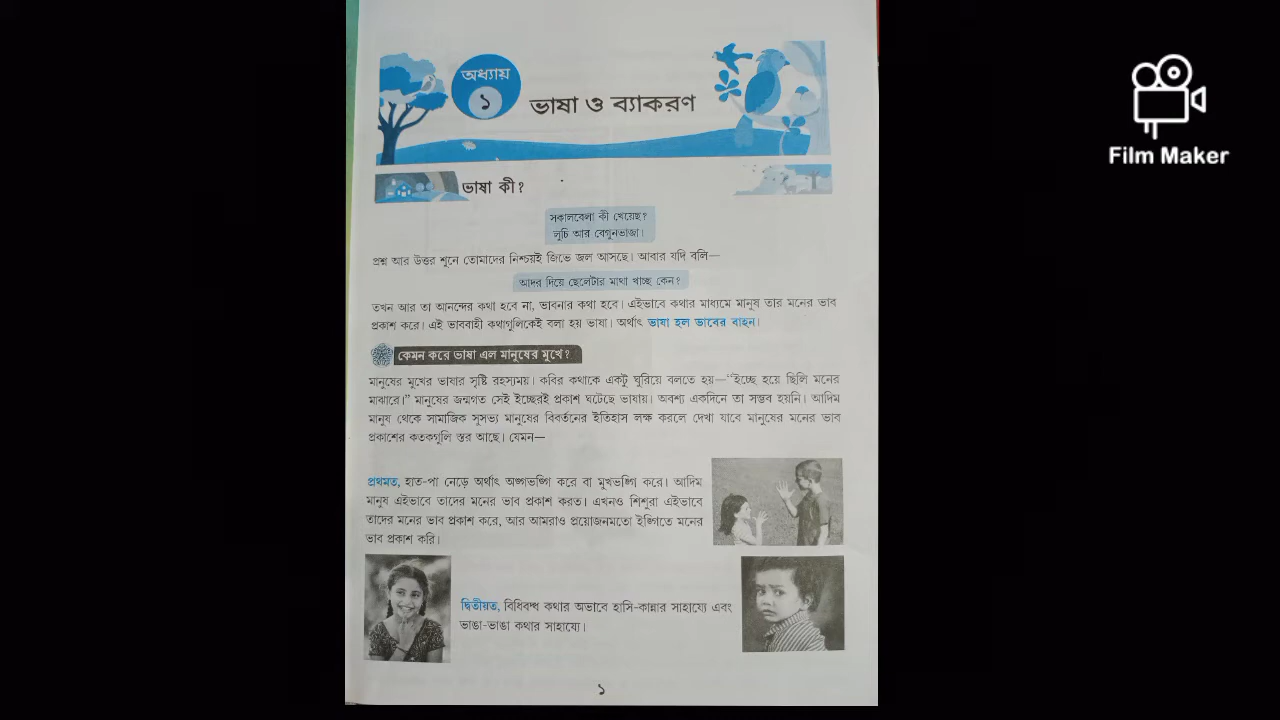 অধ্যায়
১
ভাষা ও ব্যাকরণ
ভাষা কী?
সকালবেলা কী খেয়েছ?
লুচি আর বেগুনভাজা।
প্রশ্ন আর উত্তর শুনে তোমাদের নিশ্চয়ই জিভে জল আসছে। আবার যদি বলি—
আদর দিয়ে ছেলেটার মাথা খাচ্ছ কেন?
তখন আর তা আনন্দের কথা হবে না, ভাবনার কথা হবে। এইভাবে কথার মাধ্যমে মানুষ তার মনের ভাব
প্রকাশ করে। এই ভাববাহী কথাগুলিকেই বলা হয় ভাষা। অর্থাৎ ভাষা হল ভাবের বাহন।
কেমন করে ভাষা এল মানুষের মুখে?
মানুষের মুখের ভাষার সৃষ্টি রহস্যময়। কবির কথাকে একটু ঘুরিয়ে বলতে হয়—“ইচ্ছে হয়ে ছিলি মনের
মাঝারে।” মানুষের জন্মগত সেই ইচ্ছেরই প্রকাশ ঘটেছে ভাষায়। অবশ্য একদিনে তা সম্ভব হয়নি। আদিম
মানুষ থেকে সামাজিক সুসভ্য মানুষের বিবর্তনের ইতিহাস লক্ষ করলে দেখা যাবে মানুষের মনের ভাব
প্রকাশের কতকগুলি স্তর আছে। যেমন—
প্রথমত, হাত-পা নেড়ে অর্থাৎ অঙ্গভঙ্গি করে বা মুখভঙ্গি করে। আদিম
মানুষ এইভাবে তাদের মনের ভাব প্রকাশ করত। এখনও শিশুরা এইভাবে
তাদের মনের ভাব প্রকাশ করে, আর আমরাও প্রয়োজনমতো ইঙ্গিতে মনের
ভাব প্রকাশ করি।
দ্বিতীয়ত, বিধিবদ্ধ কথার অভাবে হাসি-কান্নার সাহায্যে এবং
ভাঙা-ভাঙা কথার সাহায্যে।
১
Film Maker